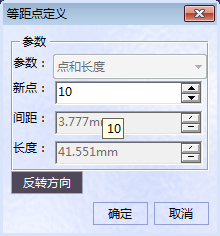 等距点定义
参数
参数： 点和长度
新点： 10
间距： 3.777mm
10
长度： 41.551mm
反转方向
确定 取消